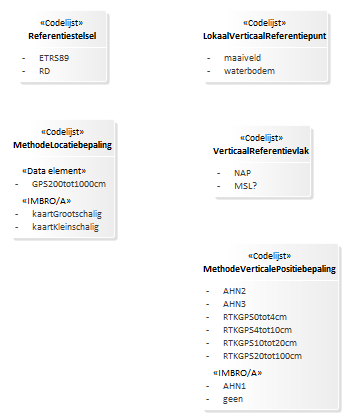 «Codelijst»
Referentiestelsel
- ETRS89
- RD
«Codelijst»
LokaalVerticaalReferentiepunt
- maaiveld
- waterbodem
«Codelijst»
MethodeLocatiebepaling
«Data element»
- GPS200tot1000cm
«IMBRO/A»
- kaartGrootschalig
- kaartKleinschalig
«Codelijst»
VerticaalReferentievlak
- NAP
- MSL?
«Codelijst»
MethodeVerticalePositiebepaling
- AHN2
- AHN3
- RTKGPS0tot4cm
- RTKGPS4tot10cm
- RTKGPS10tot20cm
- RTKGPS20tot100cm
«IMBRO/A»
- AHN1
- geen